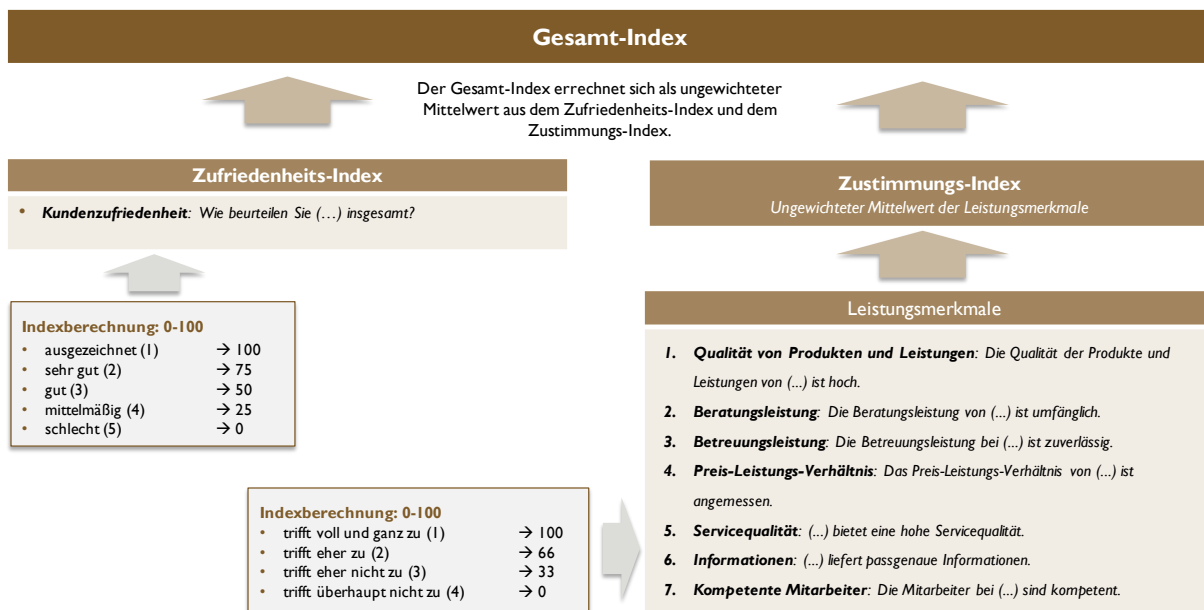 Gesamt-Index
Der Gesamt-Index errechnet sich als ungewichteter
Mittelwert aus dem Zufriedenheits-Index und dem
Zustimmungs-Index.
Zufriedenheits-Index
• Kundenzufriedenheit: Wie beurteilen Sie (…) insgesamt?
Indexberechnung: 0-100
• ausgezeichnet (1) → 100
• sehr gut (2) → 75
• gut (3) → 50
• mittelmäßig (4) → 25
• schlecht (5) → 0
Zustimmungs-Index
Ungewichteter Mittelwert der Leistungsmerkmale
Leistungsmerkmale
1. Qualität von Produkten und Leistungen: Die Qualität der Produkte und
Leistungen von (...) ist hoch.
2. Beratungsleistung: Die Beratungsleistung von (...) ist umfänglich.
3. Betreuungsleistung: Die Betreuungsleistung bei (...) ist zuverlässig.
4. Preis-Leistungs-Verhältnis: Das Preis-Leistungs-Verhältnis von (...) ist
angemessen.
5. Servicequalität: (...) bietet eine hohe Servicequalität.
6. Informationen: (...) liefert passgenaue Informationen.
7. Kompetente Mitarbeiter: Die Mitarbeiter bei (...) sind kompetent.
Indexberechnung: 0-100
• trifft voll und ganz zu (1) → 100
• trifft eher zu (2) → 66
• trifft eher nicht zu (3) → 33
• trifft überhaupt nicht zu (4) → 0